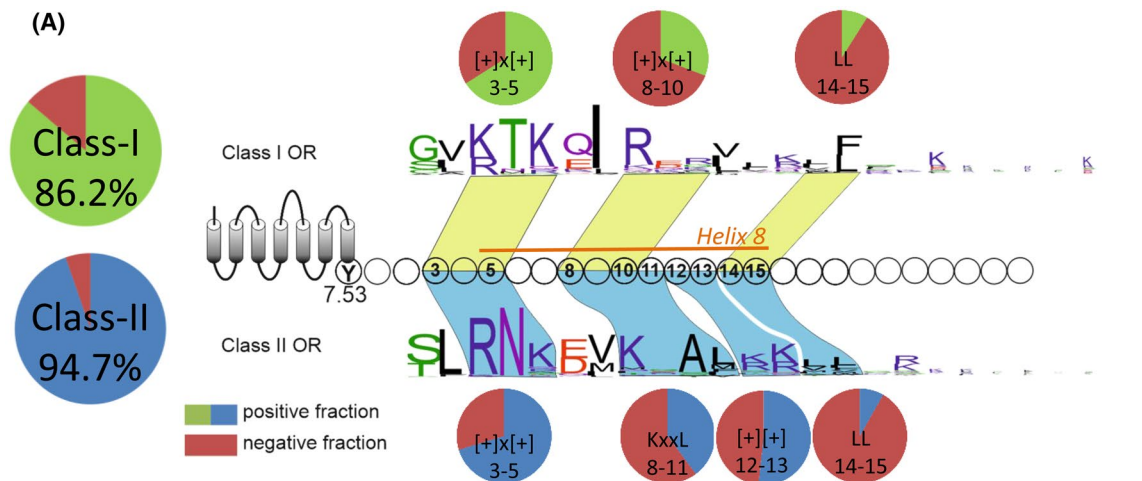 (A)
[+]x[+]
3-5
[+]x[+]
8-10
LL
14-15
Class-I
86.2%
Class I OR
G V K T K Q I R V K L F K K
R E
Helix 8
Y 3 5 8 10 11 12 13 14 15
7.53
Class-II
94.7%
Class II OR
S L R N K E V K A L K K L L R
T D M
positive fraction
negative fraction
[+]x[+]
3-5
KxxL
8-11
[+][+]
12-13
LL
14-15